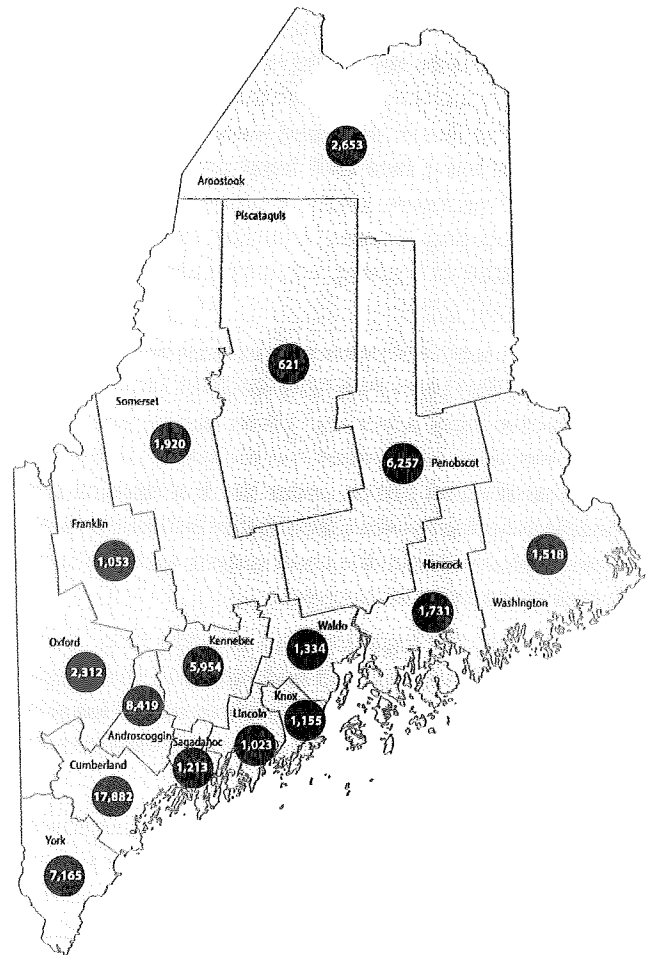 2,653
Aroostook
Piscataquis
621
Somerset
1,920
6,257
Penobscot
Franklin
1,053
1,518
Hancock
1,731
Washington
Waldo
1,334
Kennebec
5,954
Oxford
2,312
8,419
Knox
1,155
Lincoln
1,023
Androscoggin
Sagadahoc
1,213
Cumberland
17,882
York
7,165